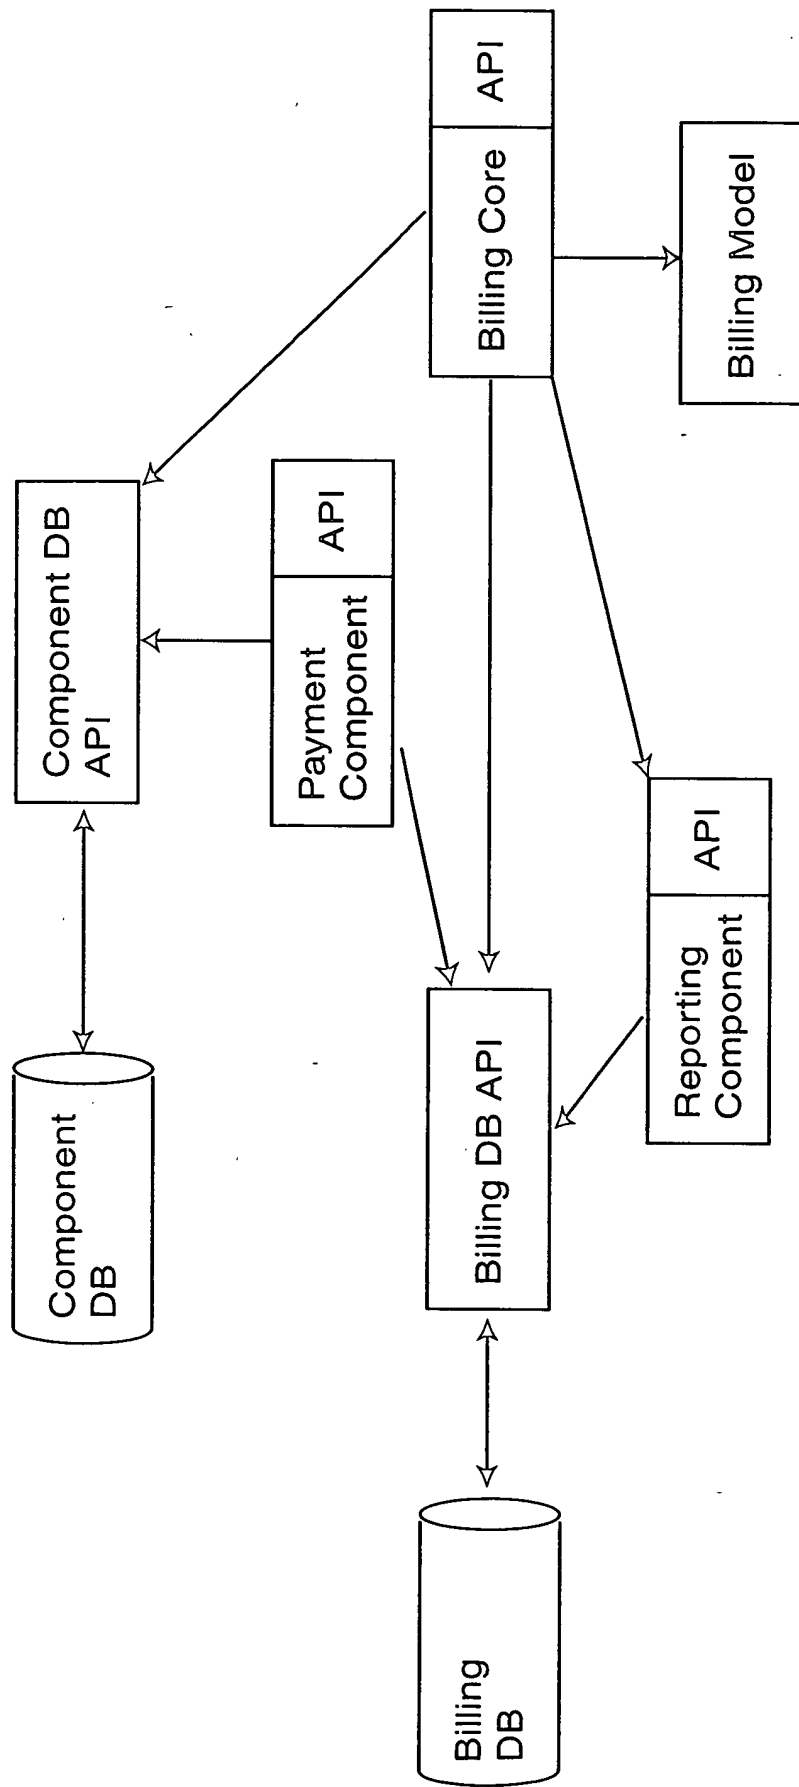 Component
DB
Component DB
API
Payment
Component
API
Billing
DB
Billing DB API
Billing Core
API
Reporting
Component
API
Billing Model